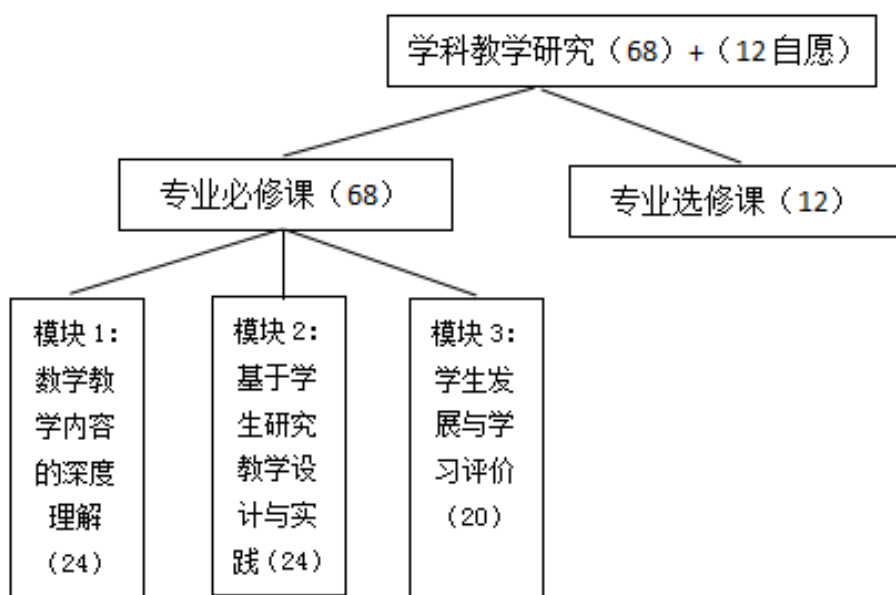 学科教学研究（68）+（12自愿）
专业必修课（68）
专业选修课（12）
模块 1：
数学教
学内容
的深度
理解
（24）
模块 2：
基于学
生研究
教学设
计与实
践（24）
模块 3：
学生发
展与学
习评价
（20）